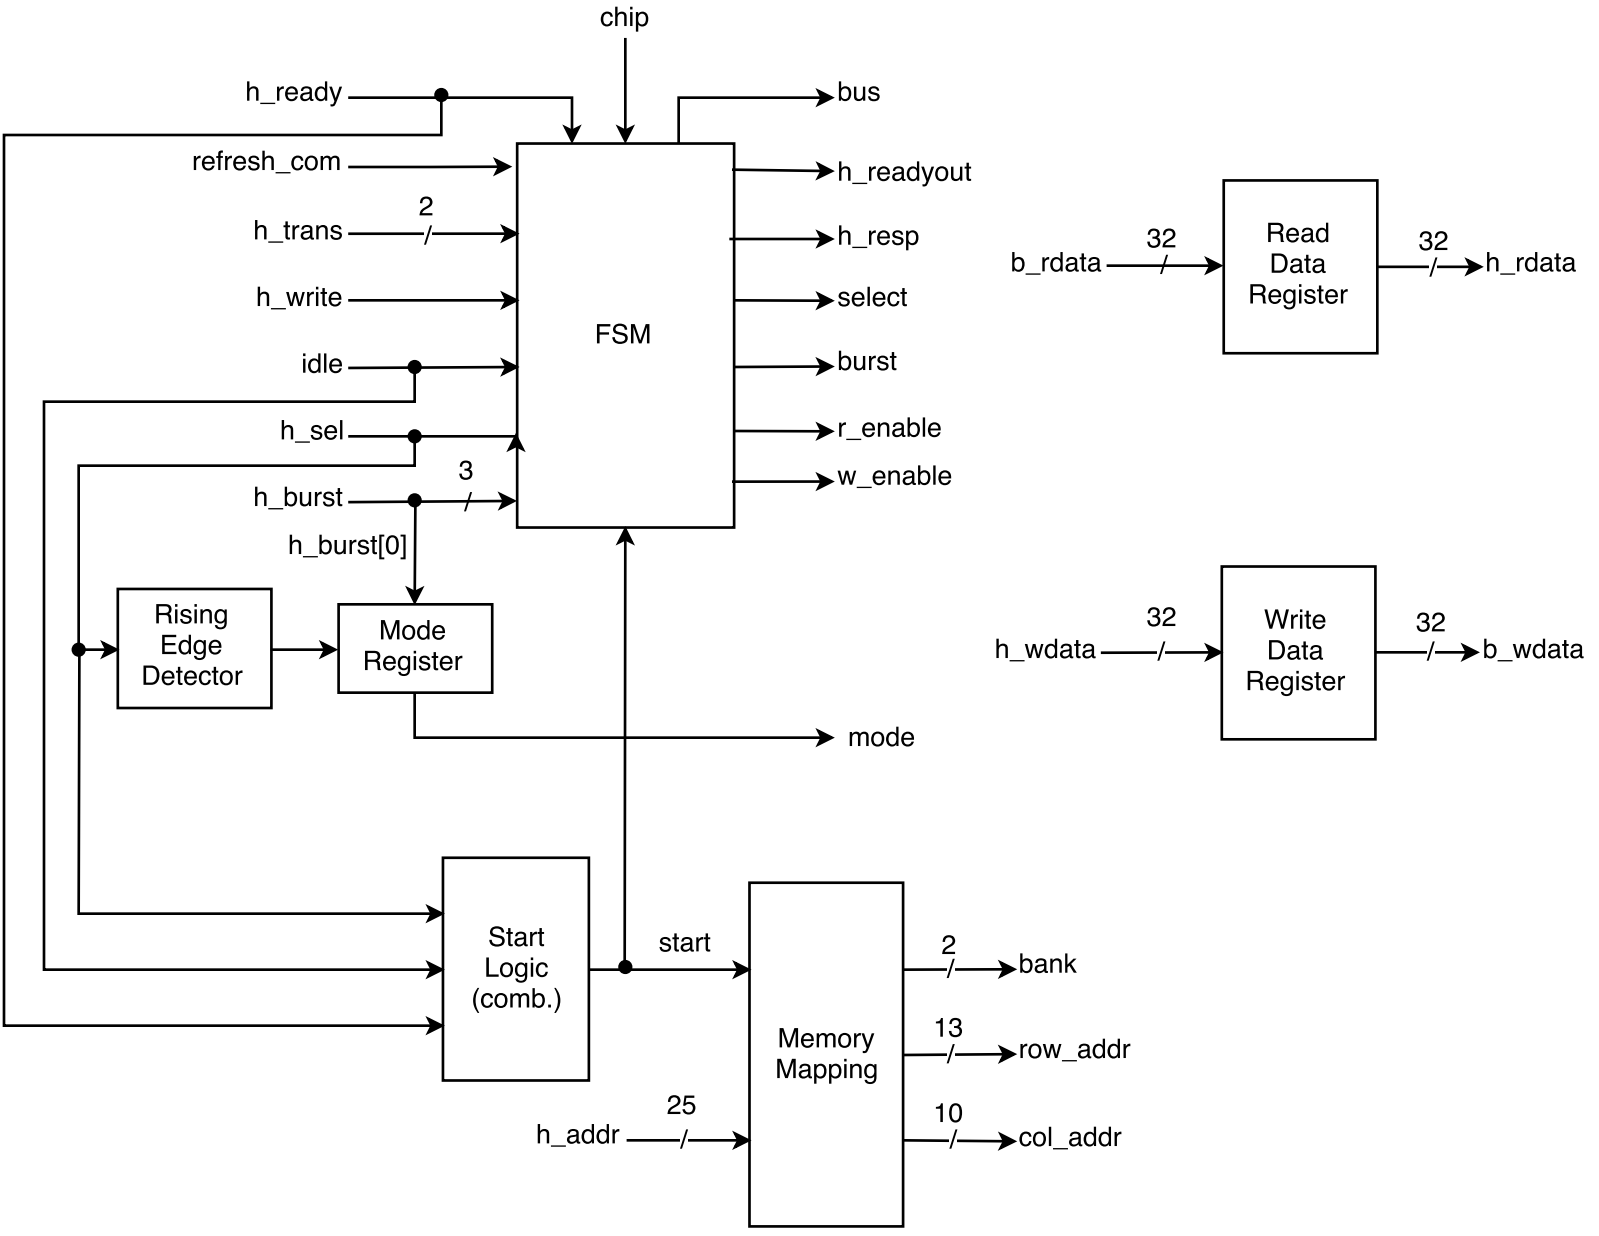 chip
h_ready
bus
refresh_com
h_readyout
2
h_trans
h_resp
h_write
select
idle
burst
h_sel
r_enable
3
h_burst
w_enable
h_burst[0]
FSM
32
b_rdata
Read
Data
Register
32
h_rdata
Rising
Edge
Detector
Mode
Register
mode
32
h_wdata
Write
Data
Register
32
b_wdata
Start
Logic
(comb.)
start
Memory
Mapping
2
bank
13
row_addr
25
h_addr
10
col_addr